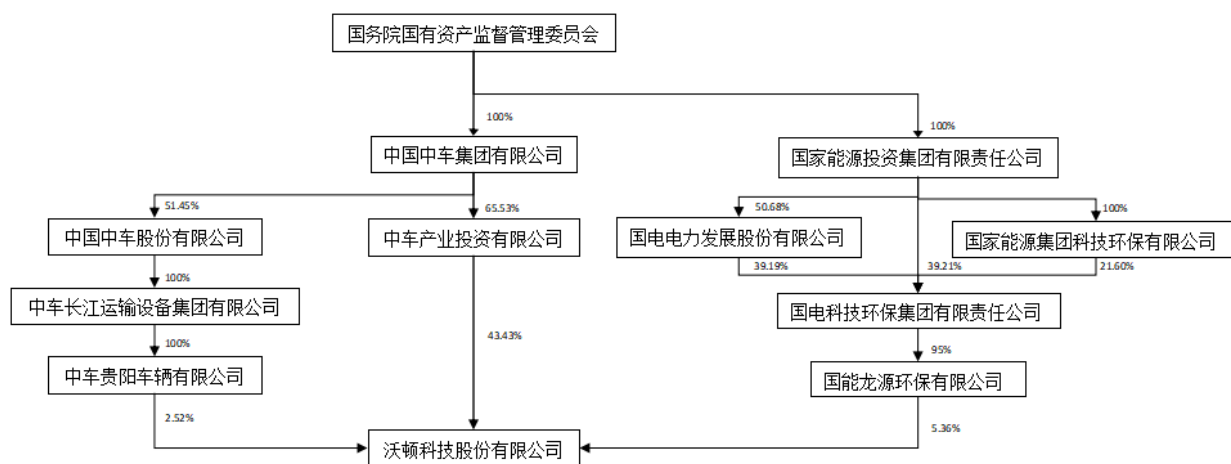 国务院国有资产监督管理委员会
100%
100%
中国中车集团有限公司
国家能源投资集团有限责任公司
51.45%
65.53%
50.68%
100%
中国中车股份有限公司
中车产业投资有限公司
国电电力发展股份有限公司
国家能源集团科技环保有限公司
39.19%
39.21%
21.60%
100%
中车长江运输设备集团有限公司
国电科技环保集团有限责任公司
100%
43.43%
95%
中车贵阳车辆有限公司
国能龙源环保有限公司
2.52%
5.36%
沃顿科技股份有限公司